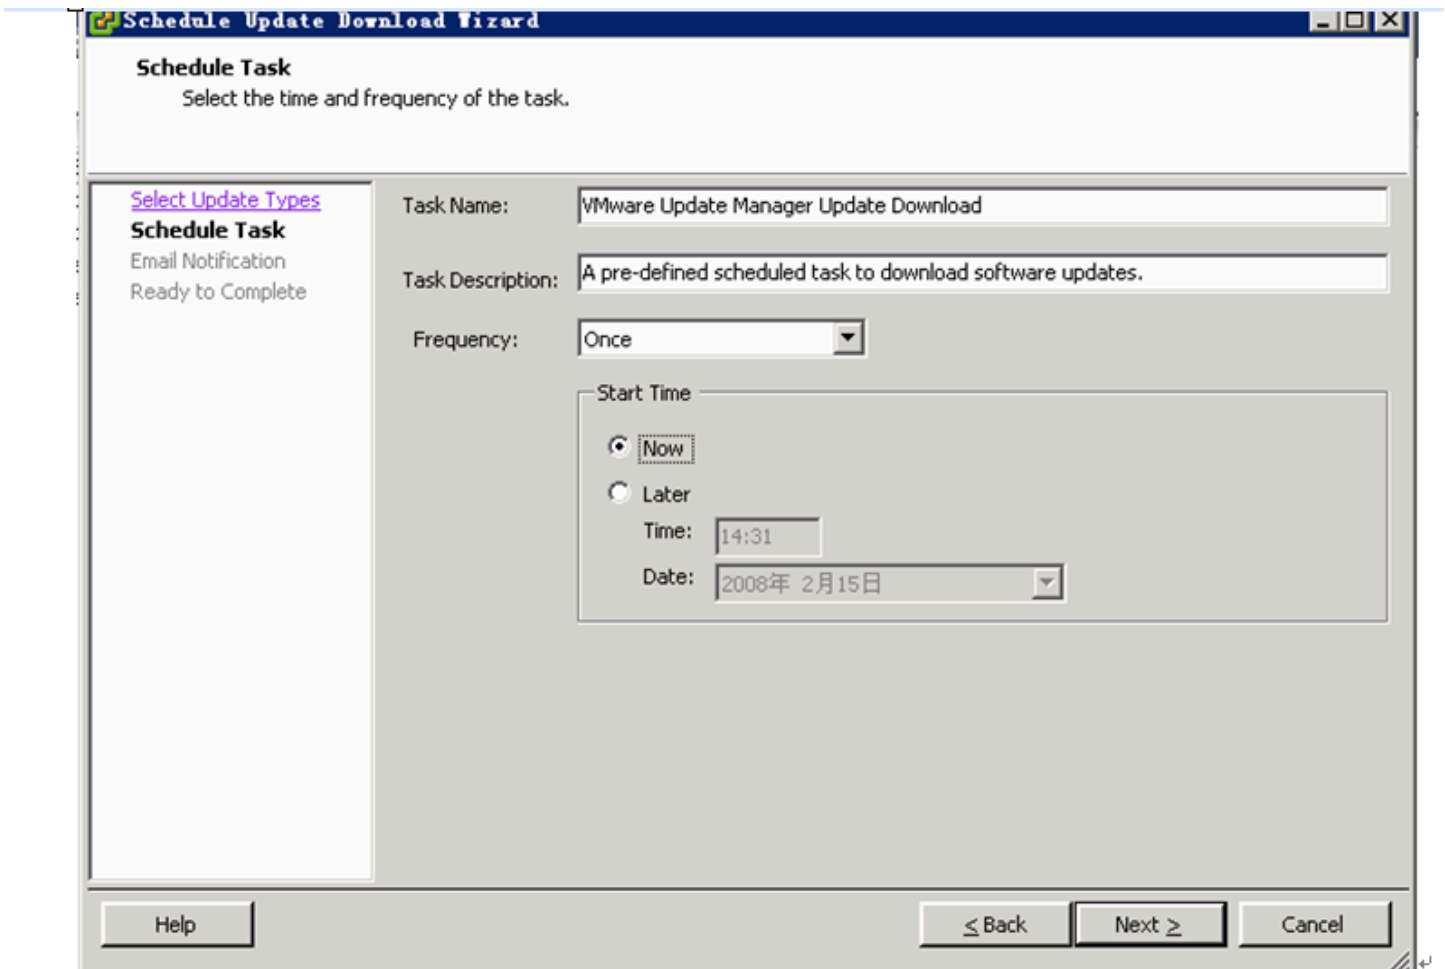 Schedule Update Download Wizard
Schedule Task
Select the time and frequency of the task.
Select Update Types
Schedule Task
Email Notification
Ready to Complete
Task Name: VMware Update Manager Update Download
Task Description: A pre-defined scheduled task to download software updates.
Frequency: Once
Start Time
Now
Later
Time: 14:31
Date: 2008年 2月15日
Help
< Back
Next >
Cancel